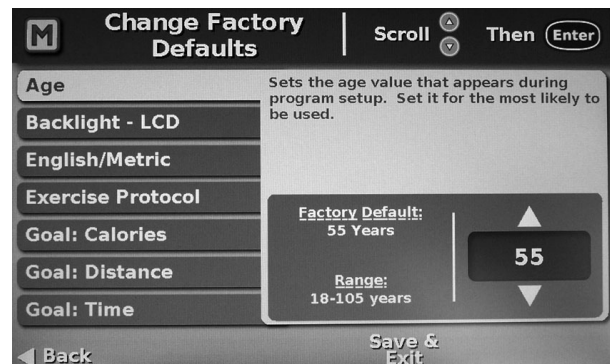 M
Change Factory
Defaults
Scroll
Then
Enter
Age
Backlight - LCD
English/Metric
Exercise Protocol
Goal: Calories
Goal: Distance
Goal: Time
Sets the age value that appears during
program setup. Set it for the most likely to
be used.
Factory Default:
55 Years
Range:
18-105 years
55
Back
Save &
Exit